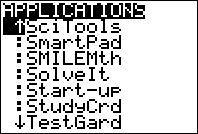 APPLICATIONS
↑SciTools
:SmartPad
:SMILEMth
:SolveIt
:Start-up
:StudyCrd
↓TestGard